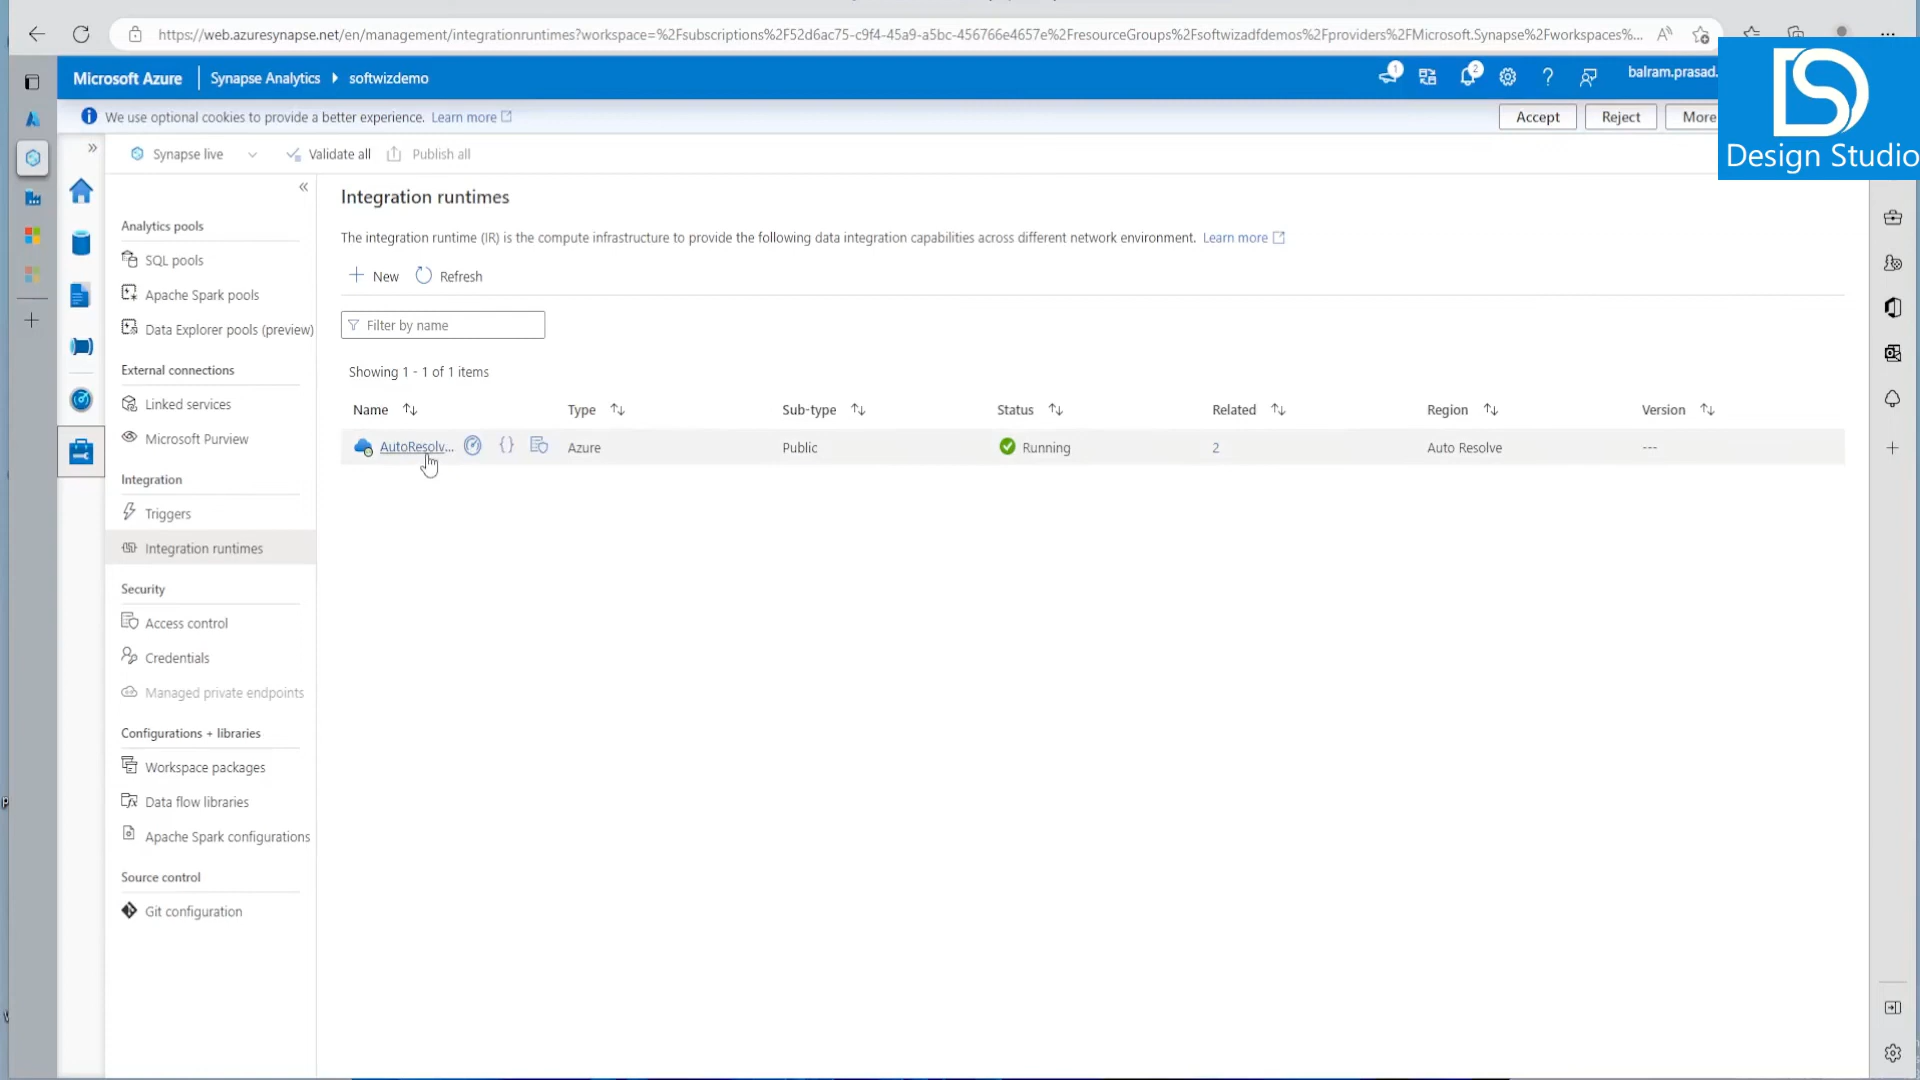 https://web.azuresynapse.net/en/management/integrationruntimes?workspace=%2Fsubscriptions%2F52d6ac75-c9f4-45a9-a5bc-456766e4657e%2FresourceGroups%2Fsoftwizadfdemos%2Fproviders%2FMicrosoft.Synapse%2Fworkspaces%...
Microsoft Azure Synapse Analytics softwizdemo 1 2 ? balram.prasad.
Design Studio
We use optional cookies to provide a better experience. Learn more Accept Reject More
Synapse live Validate all Publish all
Analytics pools
SQL pools
Apache Spark pools
Data Explorer pools (preview)
External connections
Linked services
Microsoft Purview
Integration
Triggers
Integration runtimes
Security
Access control
Credentials
Managed private endpoints
Configurations + libraries
Workspace packages
Data flow libraries
Apache Spark configurations
Source control
Git configuration
Integration runtimes
The integration runtime (IR) is the compute infrastructure to provide the following data integration capabilities across different network environment. Learn more
New Refresh
Filter by name
Showing 1 - 1 of 1 items
Name Type Sub-type Status Related Region Version
AutoResolv... {} Azure Public Running 2 Auto Resolve ---